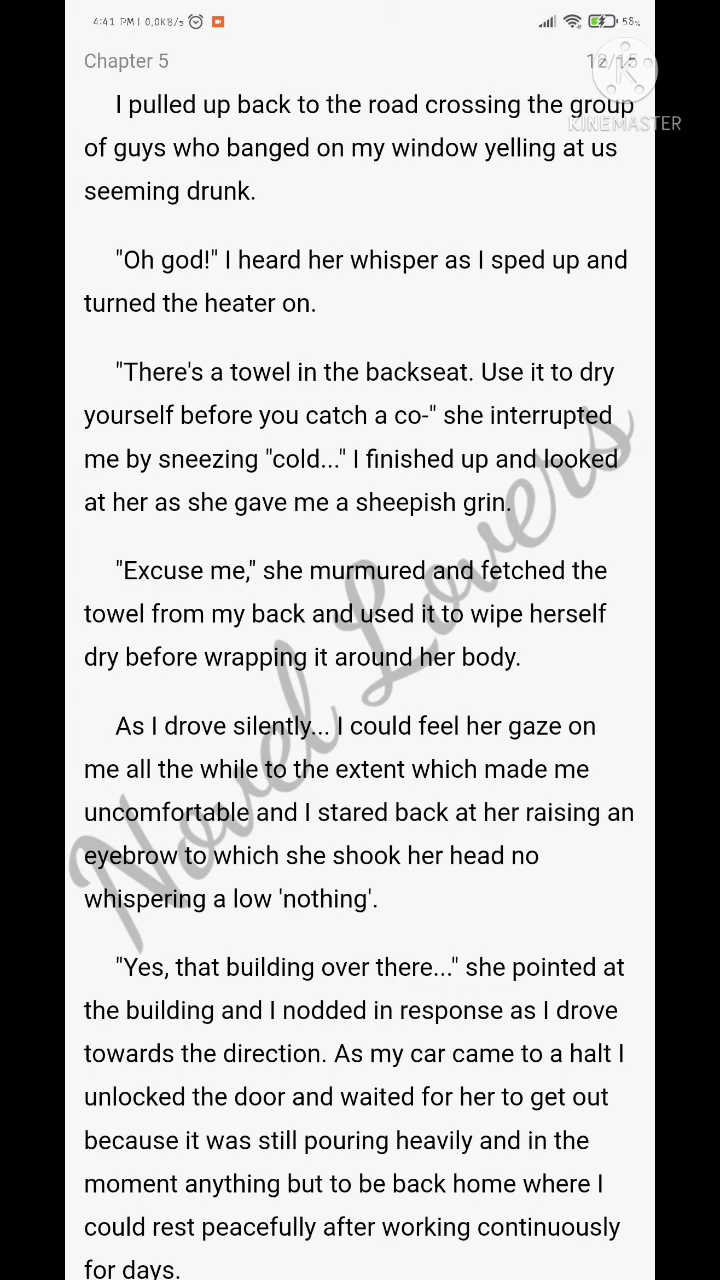 4:41 PM | 0.0KB/s
58%
Chapter 5
12/15
KINEMASTER
I pulled up back to the road crossing the group
of guys who banged on my window yelling at us
seeming drunk.
"Oh god!" I heard her whisper as I sped up and
turned the heater on.
"There's a towel in the backseat. Use it to dry
yourself before you catch a co-" she interrupted
me by sneezing "cold..." I finished up and looked
at her as she gave me a sheepish grin.
"Excuse me," she murmured and fetched the
towel from my back and used it to wipe herself
dry before wrapping it around her body.
As I drove silently... I could feel her gaze on
me all the while to the extent which made me
uncomfortable and I stared back at her raising an
eyebrow to which she shook her head no
whispering a low 'nothing'.
"Yes, that building over there..." she pointed at
the building and I nodded in response as I drove
towards the direction. As my car came to a halt I
unlocked the door and waited for her to get out
because it was still pouring heavily and in the
moment anything but to be back home where I
could rest peacefully after working continuously
for days.
Novel Lovers